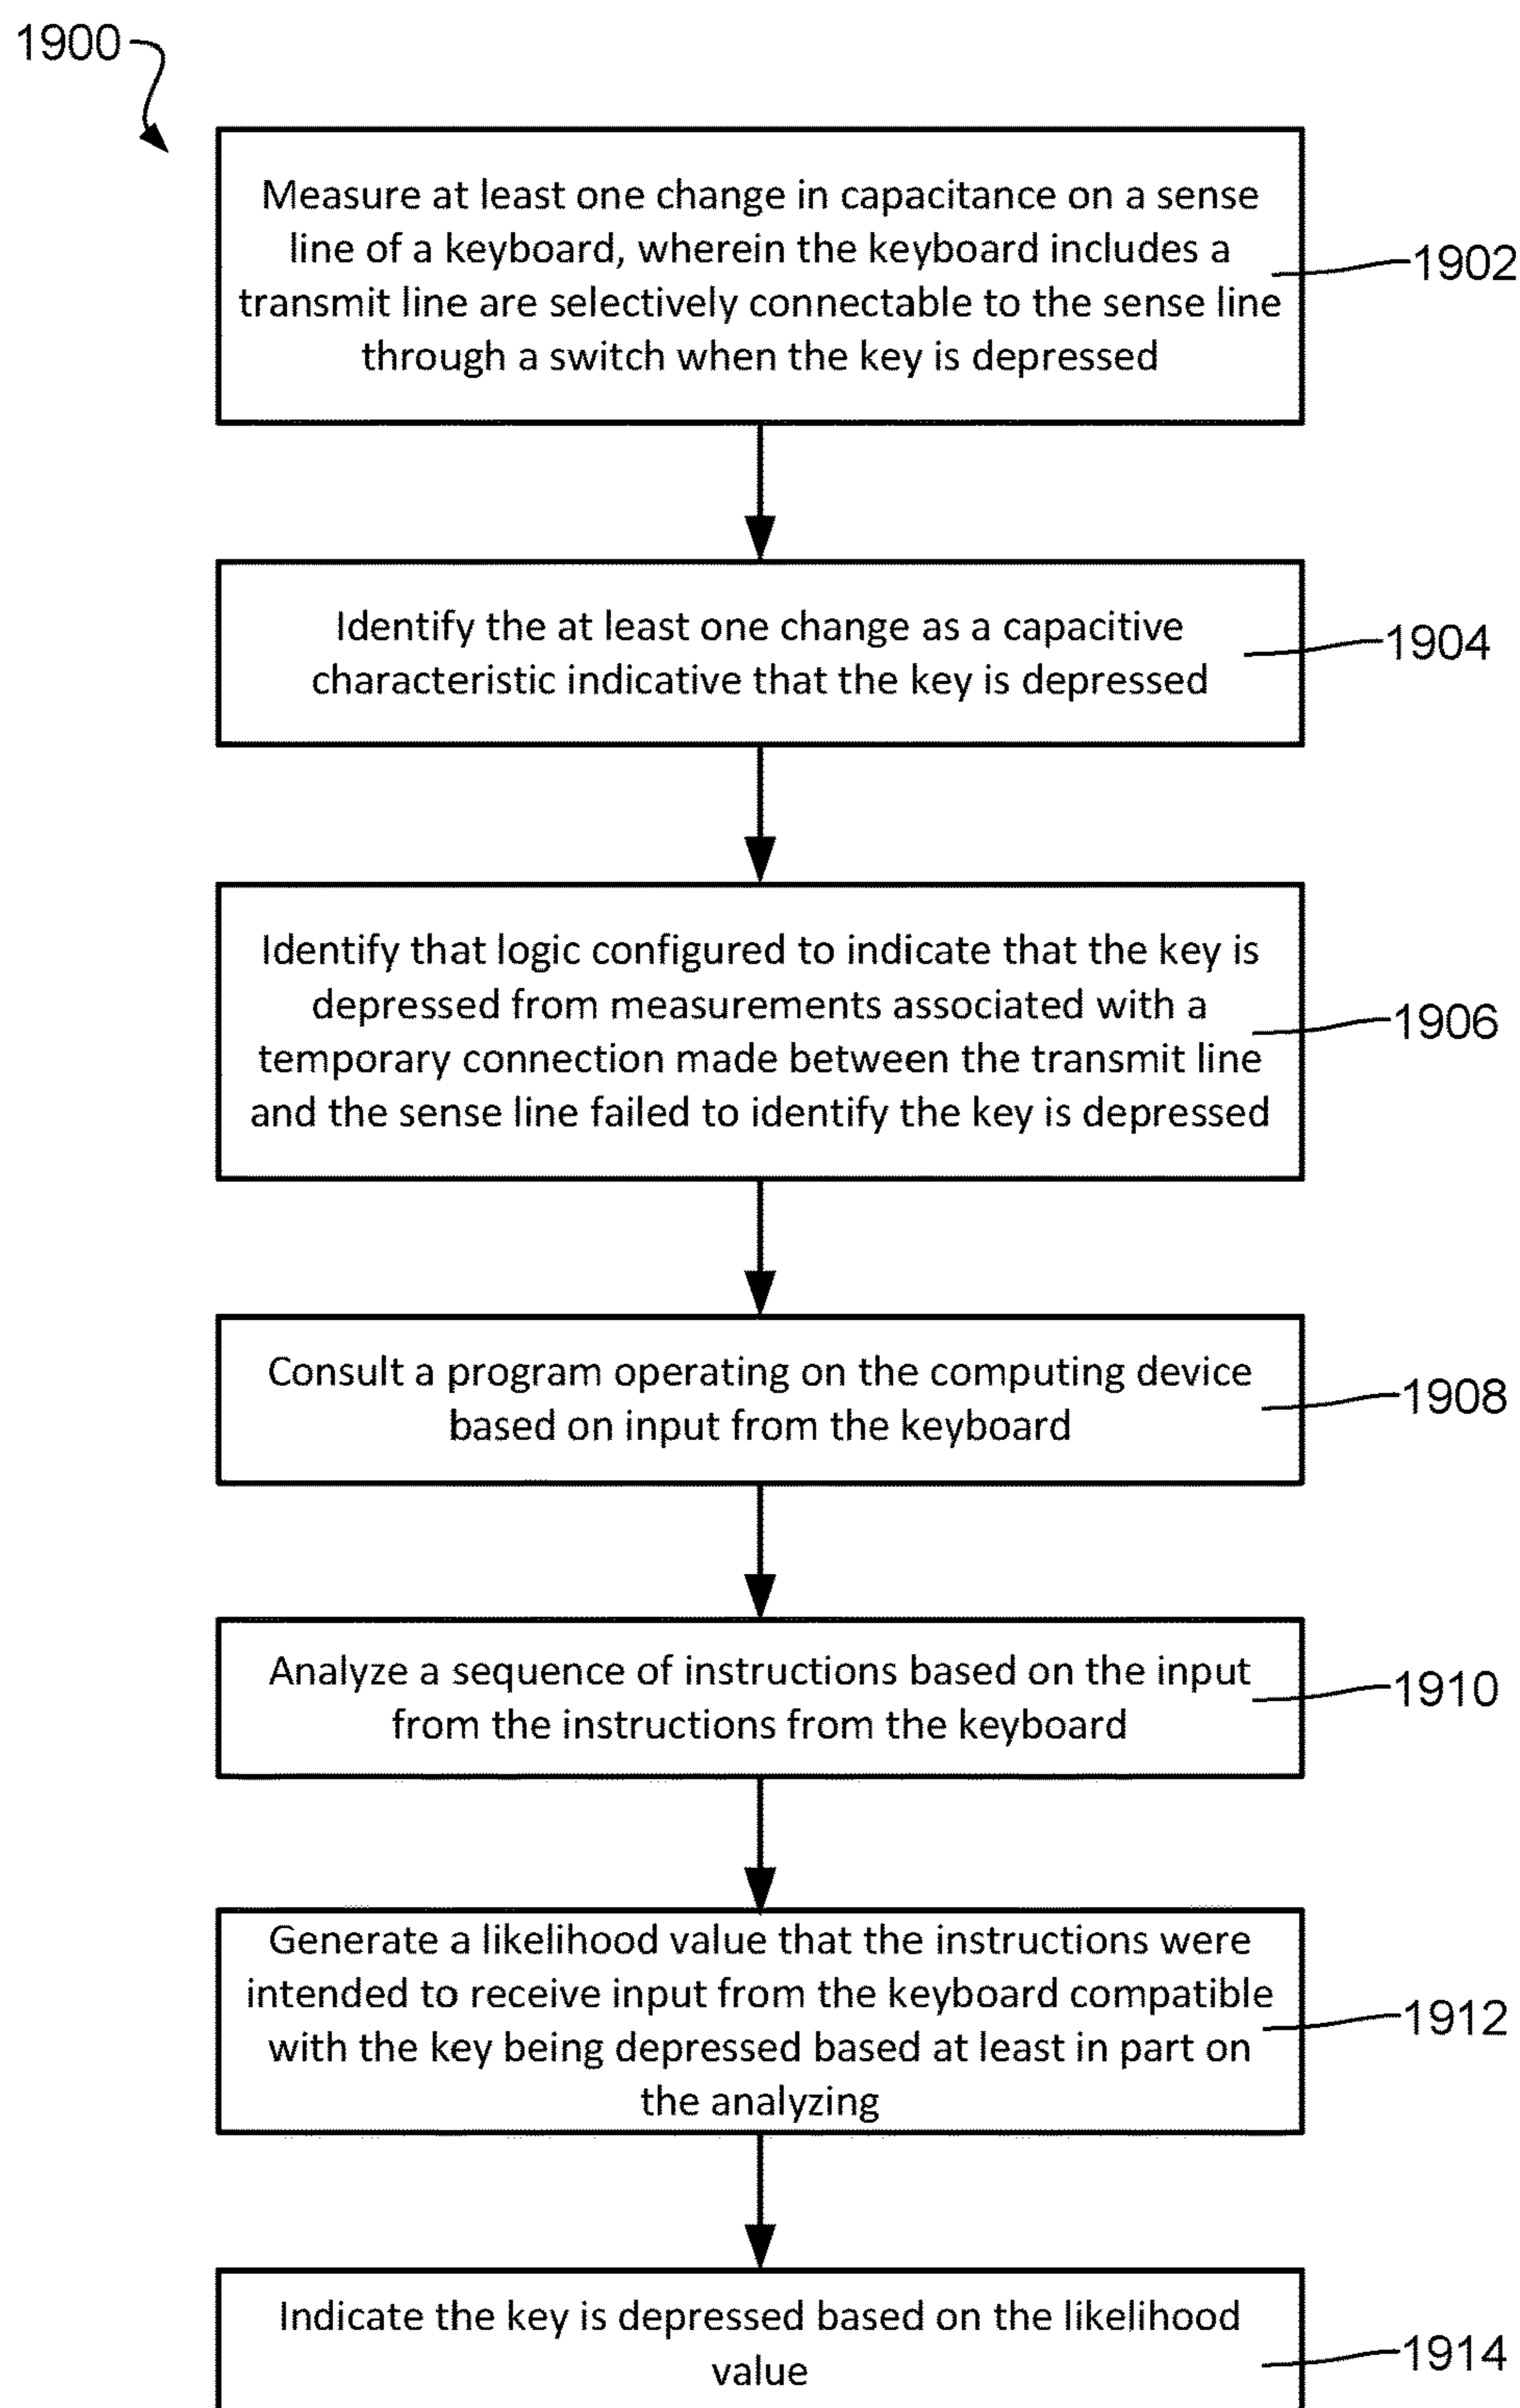 1900
Measure at least one change in capacitance on a sense
line of a keyboard, wherein the keyboard includes a
transmit line are selectively connectable to the sense line
through a switch when the key is depressed
1902
Identify the at least one change as a capacitive
characteristic indicative that the key is depressed
1904
Identify that logic configured to indicate that the key is
depressed from measurements associated with a
temporary connection made between the transmit line
and the sense line failed to identify the key is depressed
1906
Consult a program operating on the computing device
based on input from the keyboard
1908
Analyze a sequence of instructions based on the input
from the instructions from the keyboard
1910
Generate a likelihood value that the instructions were
intended to receive input from the keyboard compatible
with the key being depressed based at least in part on
the analyzing
1912
Indicate the key is depressed based on the likelihood
value
1914